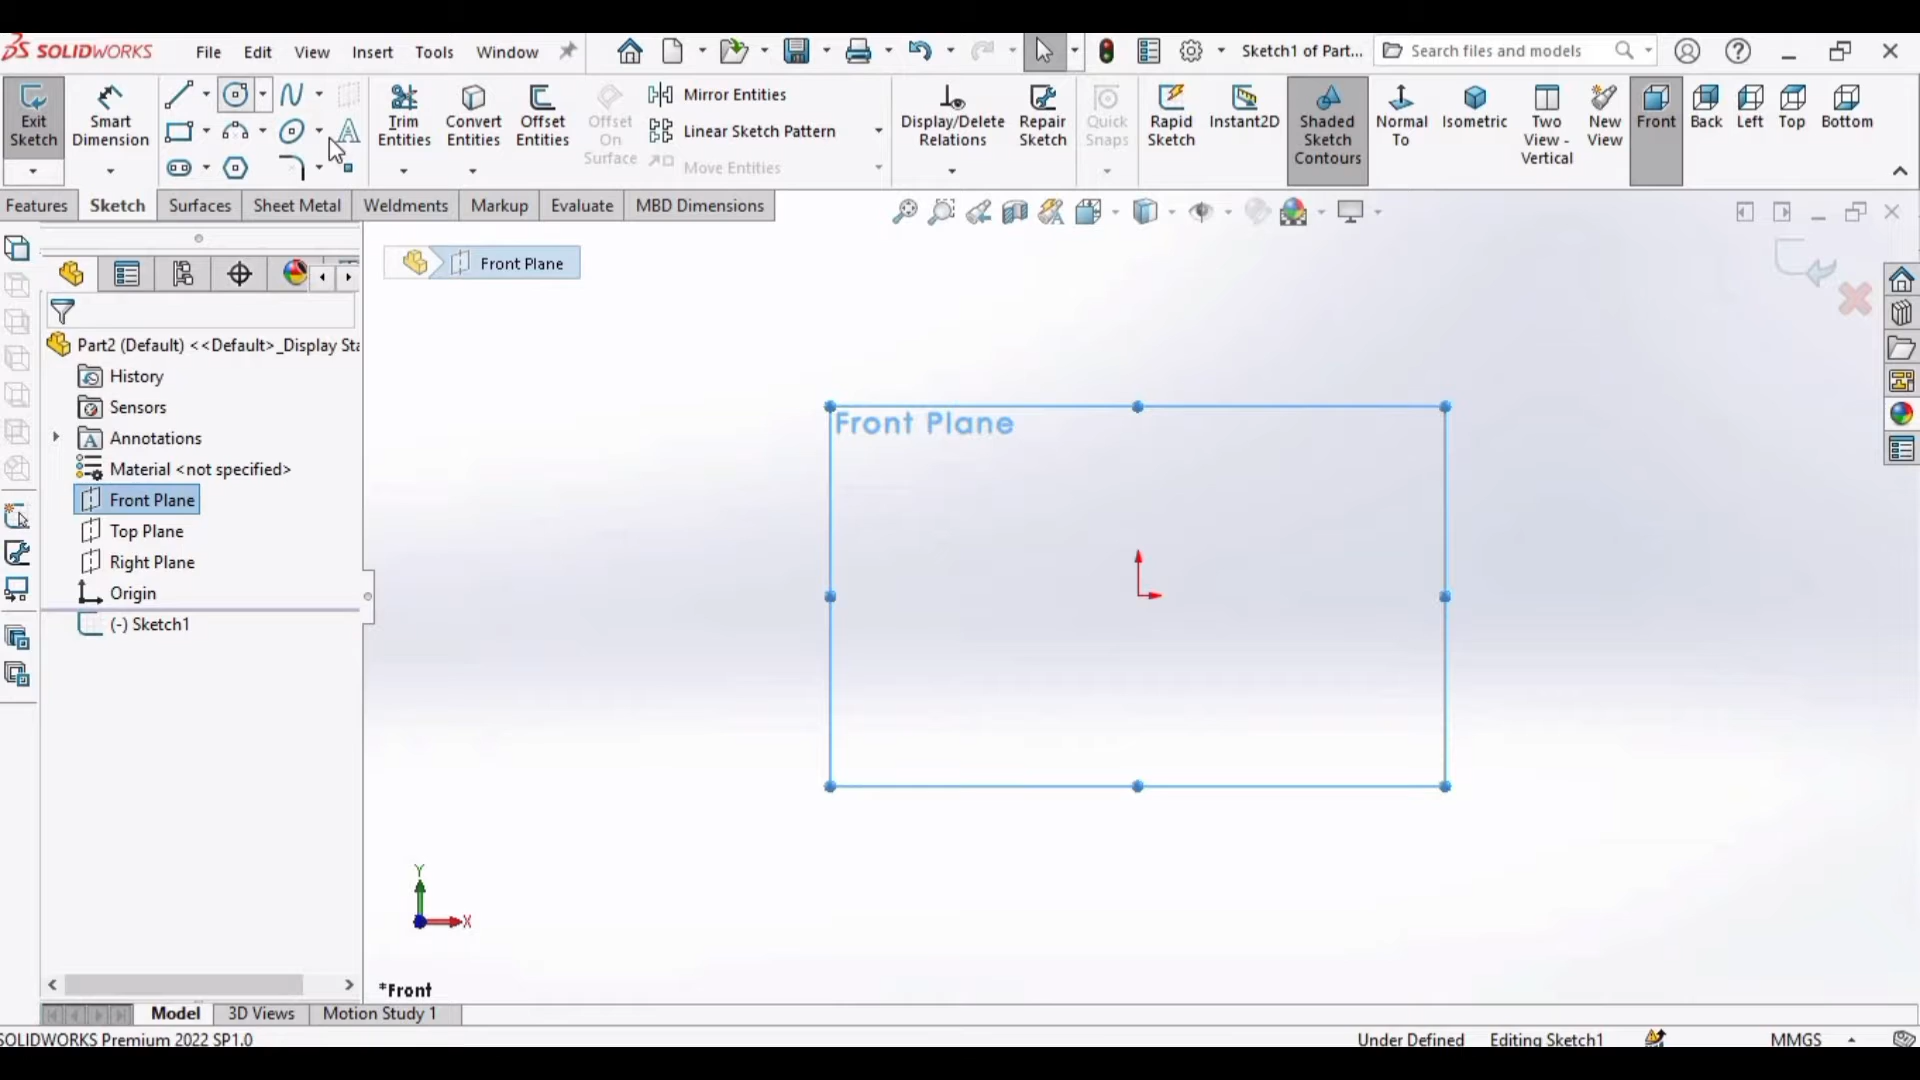 SOLIDWORKS File Edit View Insert Tools Window Sketch1 of Part... Search files and models
Exit Sketch
Smart Dimension
Trim Entities
Convert Entities
Offset Entities
Offset On Surface
Mirror Entities
Linear Sketch Pattern
Move Entities
Display/Delete Relations
Repair Sketch
Quick Snaps
Rapid Sketch
Instant2D
Shaded Sketch Contours
Normal To
Isometric
Two View - Vertical
New View
Front
Back
Left
Top
Bottom
Features Sketch Surfaces Sheet Metal Weldments Markup Evaluate MBD Dimensions
Front Plane
Part2 (Default) <<Default>_Display Sta
History
Sensors
Annotations
Material <not specified>
Front Plane
Top Plane
Right Plane
Origin
(-) Sketch1
Front Plane
Y
X
*Front
Model 3D Views Motion Study 1
SOLIDWORKS Premium 2022 SP1.0 Under Defined Editing Sketch1 MMGS